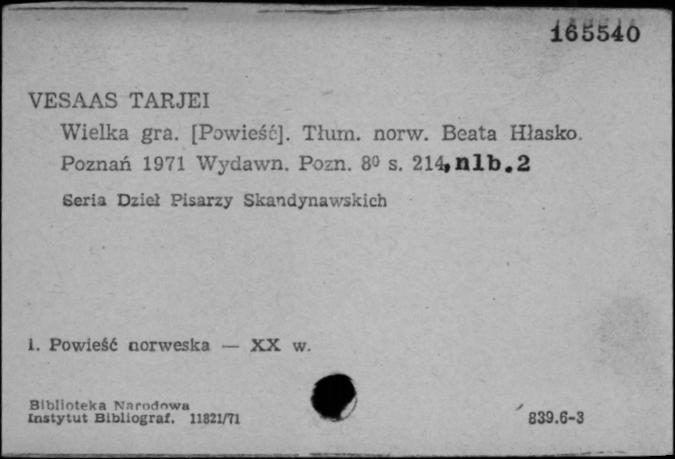 165540
VESAAS TARJEI
Wielka gra. [Powieść]. Tłum. norw. Beata Hłasko.
Poznań 1971 Wydawn. Pozn. 8⁰ s. 214, nlb.2
Seria Dzieł Pisarzy Skandynawskich
1. Powieść norweska — XX w.
Biblioteka Narodowa
Instytut Bibliograf. 11821/71
839.6-3